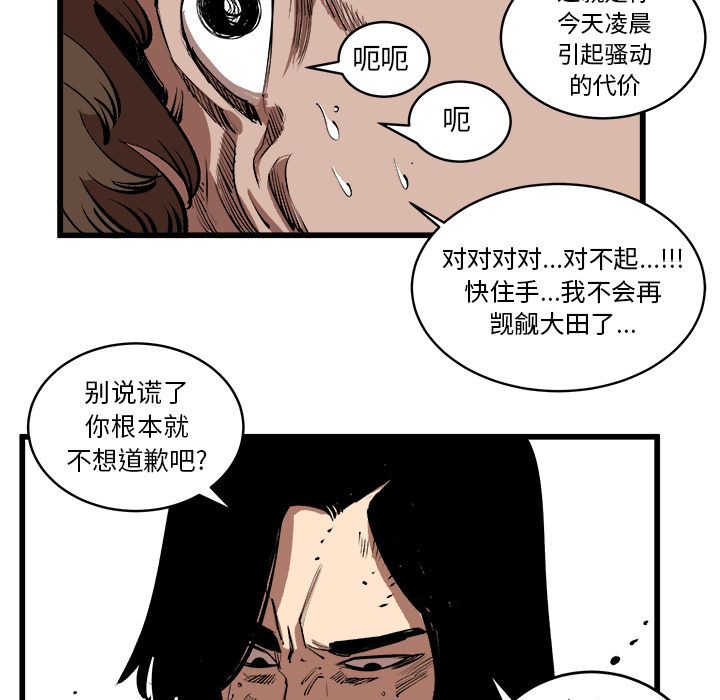 今天凌晨
引起骚动
的代价
呃呃
呃
对对对对...对不起...!!!
快住手...我不会再
觊觎大田了...
别说谎了
你根本就
不想道歉吧?